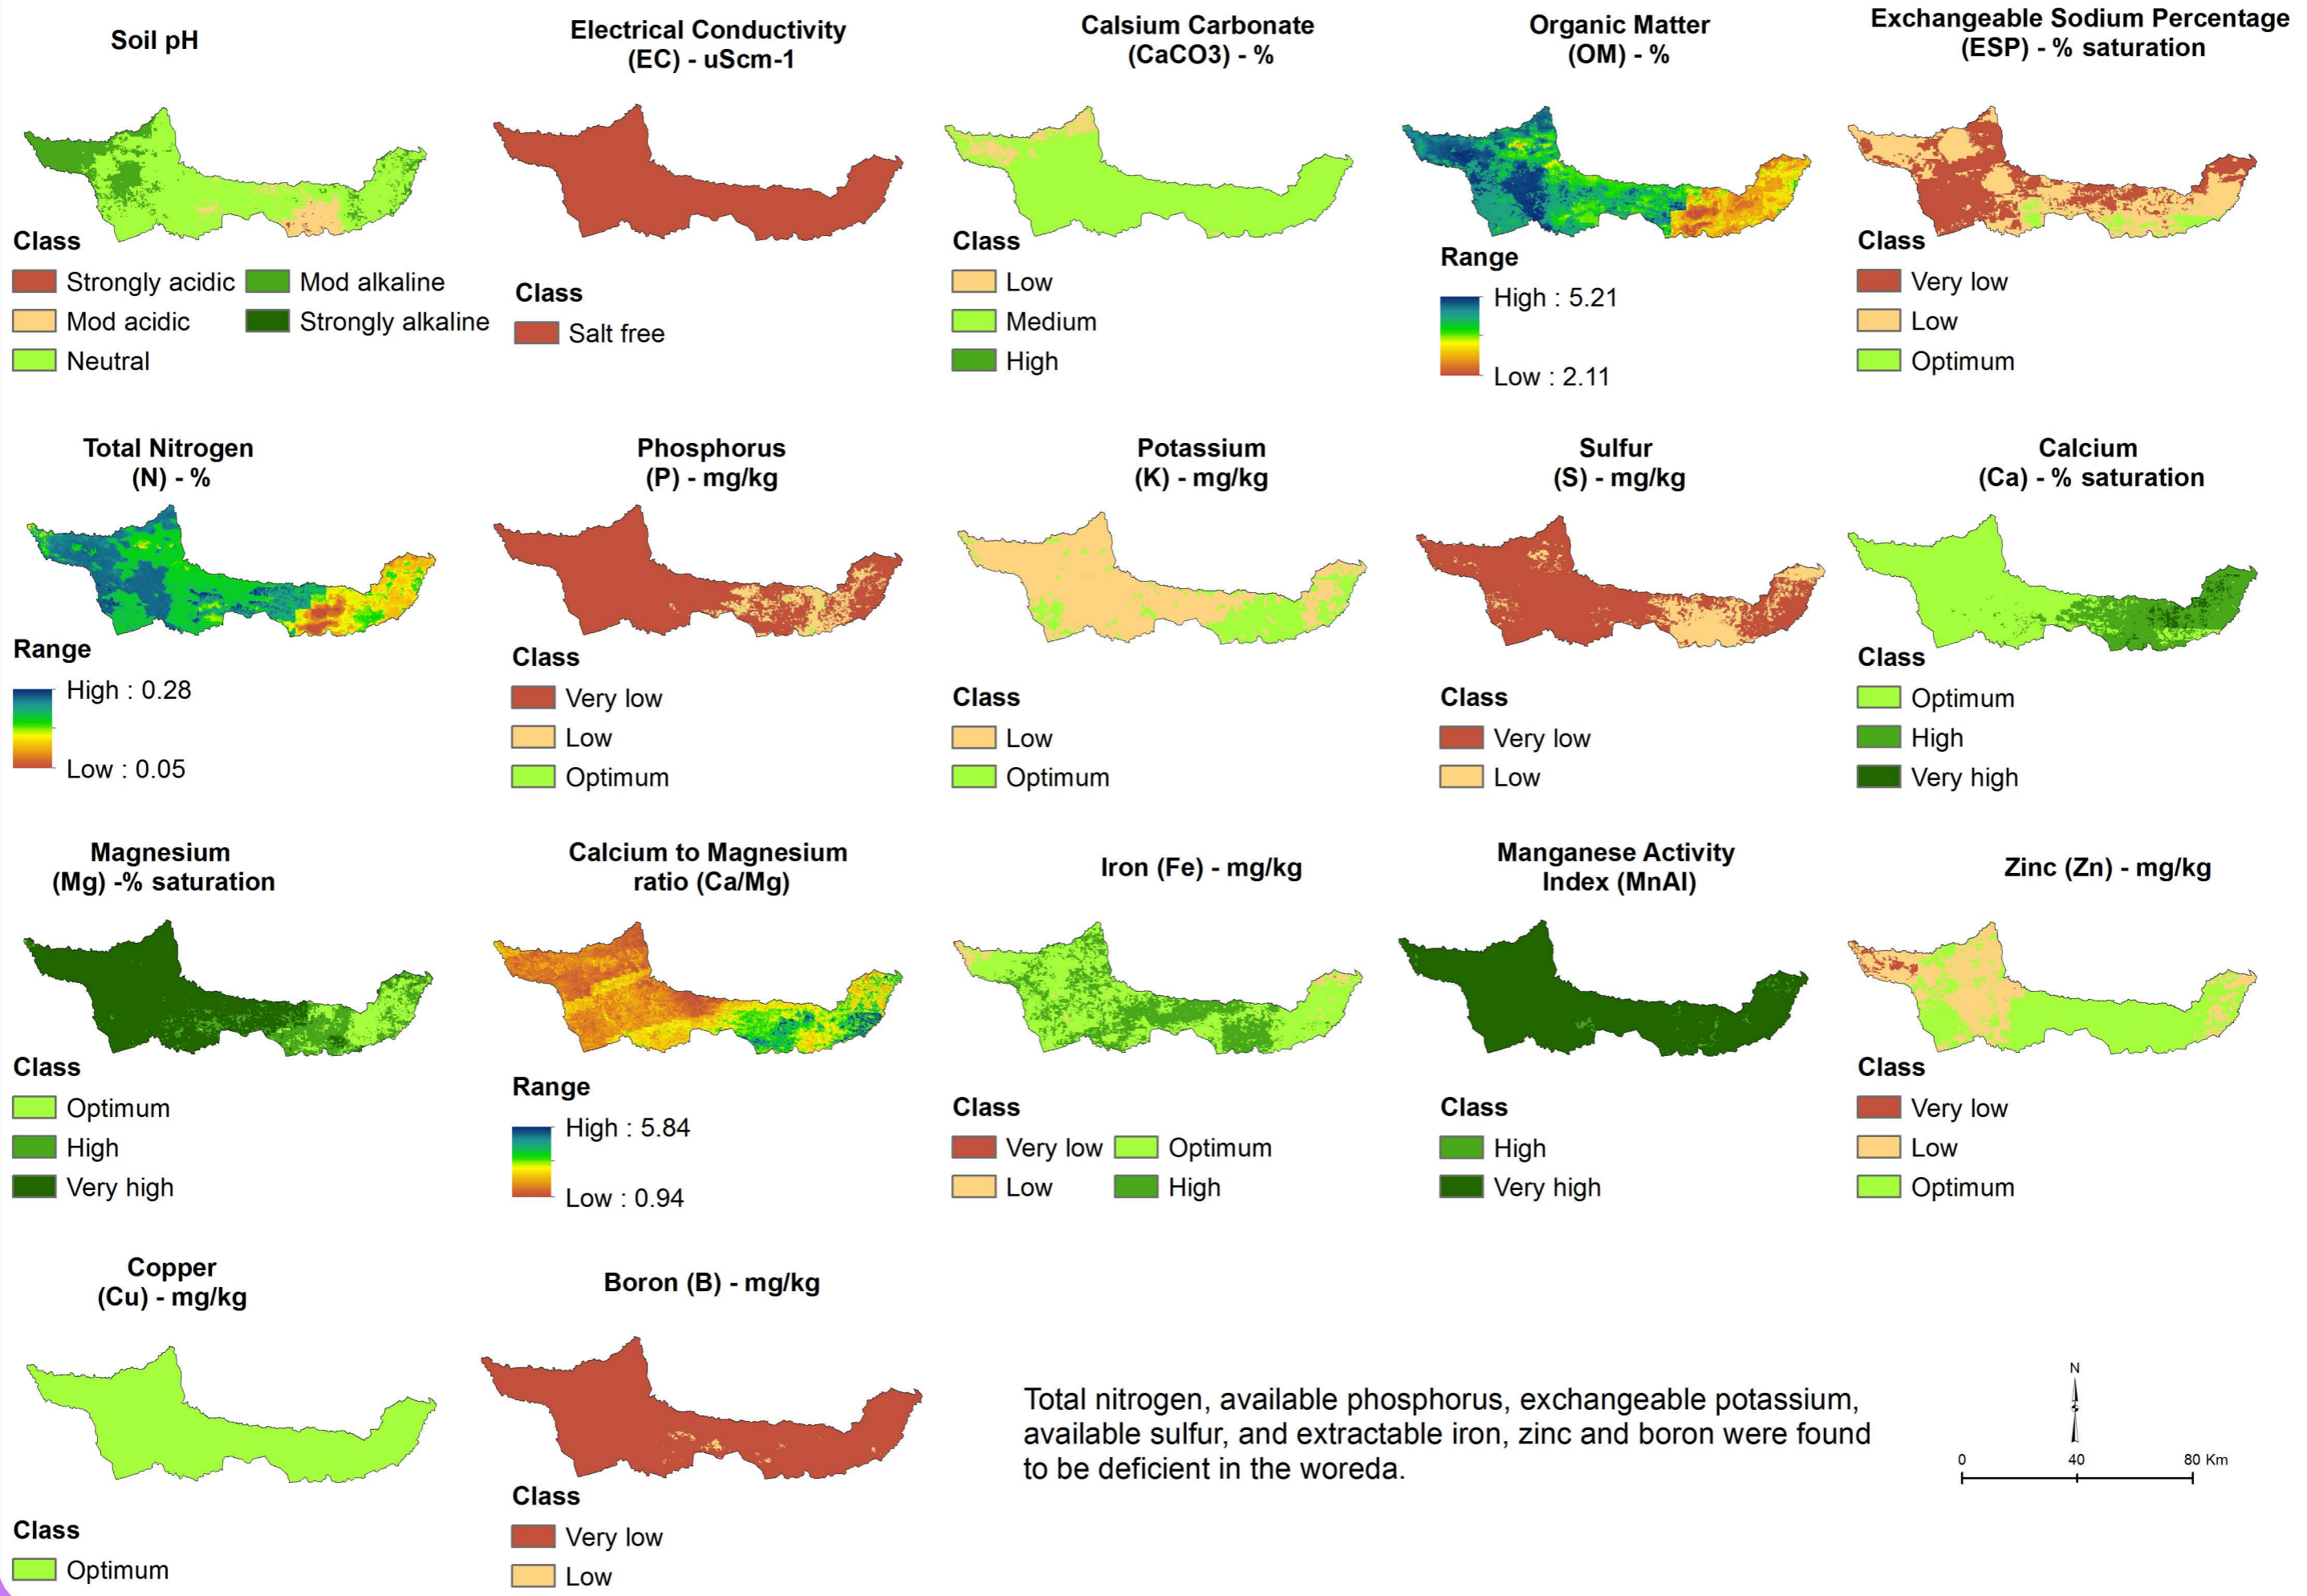 Soil pH
Class
Strongly acidic
Mod acidic
Neutral
Mod alkaline
Strongly alkaline
Electrical Conductivity
(EC) - uScm-1
Class
Salt free
Calsium Carbonate
(CaCO3) - %
Class
Low
Medium
High
Organic Matter
(OM) - %
Range
High : 5.21
Low : 2.11
Exchangeable Sodium Percentage
(ESP) - % saturation
Class
Very low
Low
Optimum
Total Nitrogen
(N) - %
Range
High : 0.28
Low : 0.05
Phosphorus
(P) - mg/kg
Class
Very low
Low
Optimum
Potassium
(K) - mg/kg
Class
Low
Optimum
Sulfur
(S) - mg/kg
Class
Very low
Low
Calcium
(Ca) - % saturation
Class
Optimum
High
Very high
Magnesium
(Mg) -% saturation
Class
Optimum
High
Very high
Calcium to Magnesium
ratio (Ca/Mg)
Range
High : 5.84
Low : 0.94
Iron (Fe) - mg/kg
Class
Very low
Low
Optimum
High
Manganese Activity
Index (MnAI)
Class
High
Very high
Zinc (Zn) - mg/kg
Class
Very low
Low
Optimum
Copper
(Cu) - mg/kg
Class
Optimum
Boron (B) - mg/kg
Class
Very low
Low
Total nitrogen, available phosphorus, exchangeable potassium,
available sulfur, and extractable iron, zinc and boron were found
to be deficient in the woreda.
N
0 40 80 Km